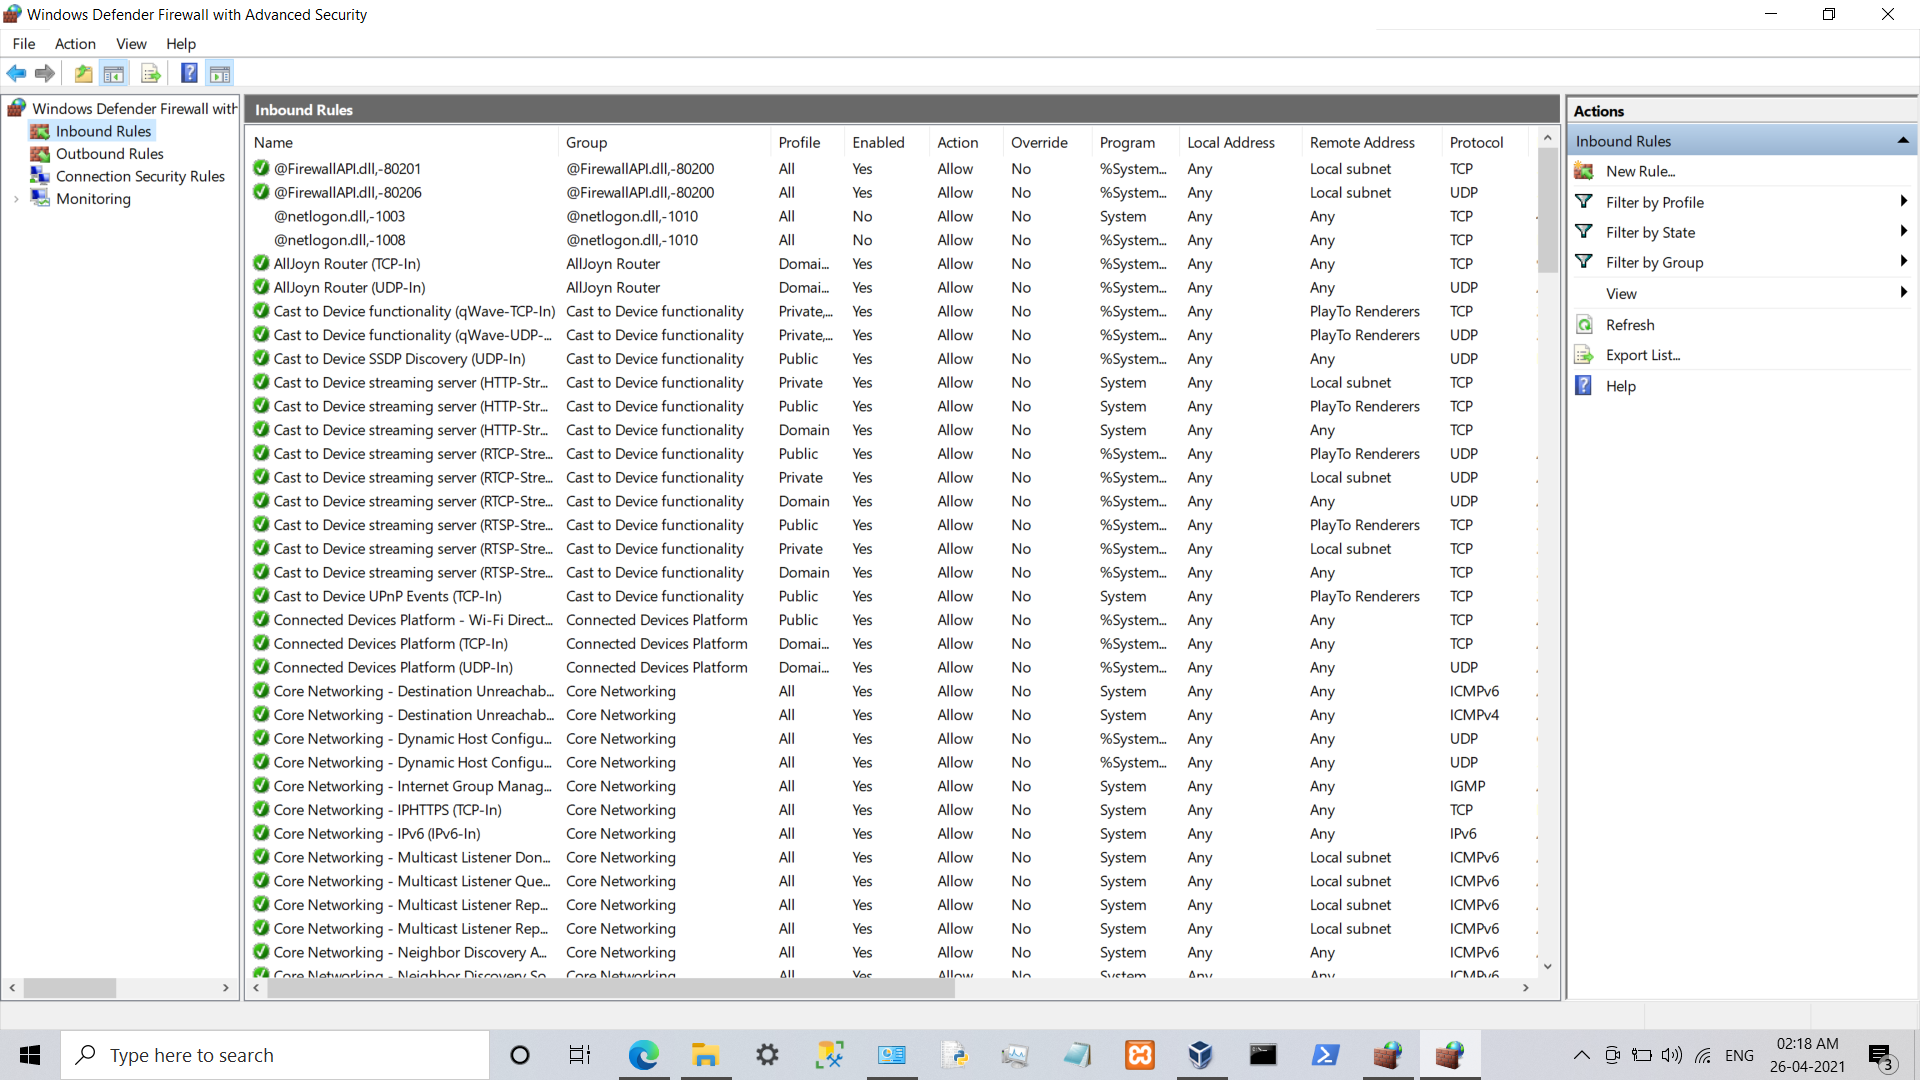 Windows Defender Firewall with Advanced Security
File Action View Help
Windows Defender Firewall with
Inbound Rules
Outbound Rules
Connection Security Rules
Monitoring
Inbound Rules
Name Group Profile Enabled Action Override Program Local Address Remote Address Protocol
@FirewallAPI.dll,-80201 @FirewallAPI.dll,-80200 All Yes Allow No %System... Any Local subnet TCP
@FirewallAPI.dll,-80206 @FirewallAPI.dll,-80200 All Yes Allow No %System... Any Local subnet UDP
@netlogon.dll,-1003 @netlogon.dll,-1010 All No Allow No System Any Any TCP
@netlogon.dll,-1008 @netlogon.dll,-1010 All No Allow No %System... Any Any TCP
AllJoyn Router (TCP-In) AllJoyn Router Domai... Yes Allow No %System... Any Any TCP
AllJoyn Router (UDP-In) AllJoyn Router Domai... Yes Allow No %System... Any Any UDP
Cast to Device functionality (qWave-TCP-In) Cast to Device functionality Private,... Yes Allow No %System... Any PlayTo Renderers TCP
Cast to Device functionality (qWave-UDP-... Cast to Device functionality Private,... Yes Allow No %System... Any PlayTo Renderers UDP
Cast to Device SSDP Discovery (UDP-In) Cast to Device functionality Public Yes Allow No %System... Any Any UDP
Cast to Device streaming server (HTTP-Str... Cast to Device functionality Private Yes Allow No System Any Local subnet TCP
Cast to Device streaming server (HTTP-Str... Cast to Device functionality Public Yes Allow No System Any PlayTo Renderers TCP
Cast to Device streaming server (HTTP-Str... Cast to Device functionality Domain Yes Allow No System Any Any TCP
Cast to Device streaming server (RTCP-Stre... Cast to Device functionality Public Yes Allow No %System... Any PlayTo Renderers UDP
Cast to Device streaming server (RTCP-Stre... Cast to Device functionality Private Yes Allow No %System... Any Local subnet UDP
Cast to Device streaming server (RTCP-Stre... Cast to Device functionality Domain Yes Allow No %System... Any Any UDP
Cast to Device streaming server (RTSP-Stre... Cast to Device functionality Public Yes Allow No %System... Any PlayTo Renderers TCP
Cast to Device streaming server (RTSP-Stre... Cast to Device functionality Private Yes Allow No %System... Any Local subnet TCP
Cast to Device streaming server (RTSP-Stre... Cast to Device functionality Domain Yes Allow No %System... Any Any TCP
Cast to Device UPnP Events (TCP-In) Cast to Device functionality Public Yes Allow No System Any PlayTo Renderers TCP
Connected Devices Platform - Wi-Fi Direct... Connected Devices Platform Public Yes Allow No %System... Any Any TCP
Connected Devices Platform (TCP-In) Connected Devices Platform Domai... Yes Allow No %System... Any Any TCP
Connected Devices Platform (UDP-In) Connected Devices Platform Domai... Yes Allow No %System... Any Any UDP
Core Networking - Destination Unreachab... Core Networking All Yes Allow No System Any Any ICMPv6
Core Networking - Destination Unreachab... Core Networking All Yes Allow No System Any Any ICMPv4
Core Networking - Dynamic Host Configu... Core Networking All Yes Allow No %System... Any Any UDP
Core Networking - Dynamic Host Configu... Core Networking All Yes Allow No %System... Any Any UDP
Core Networking - Internet Group Manag... Core Networking All Yes Allow No System Any Any IGMP
Core Networking - IPHTTPS (TCP-In) Core Networking All Yes Allow No System Any Any TCP
Core Networking - IPv6 (IPv6-In) Core Networking All Yes Allow No System Any Any IPv6
Core Networking - Multicast Listener Don... Core Networking All Yes Allow No System Any Local subnet ICMPv6
Core Networking - Multicast Listener Que... Core Networking All Yes Allow No System Any Local subnet ICMPv6
Core Networking - Multicast Listener Rep... Core Networking All Yes Allow No System Any Local subnet ICMPv6
Core Networking - Multicast Listener Rep... Core Networking All Yes Allow No System Any Local subnet ICMPv6
Core Networking - Neighbor Discovery A... Core Networking All Yes Allow No System Any Any ICMPv6
Core Networking - Neighbor Discovery So... Core Networking All Yes Allow No System Any Any ICMPv6
Actions
Inbound Rules
New Rule...
Filter by Profile
Filter by State
Filter by Group
View
Refresh
Export List...
Help
Type here to search
ENG
02:18 AM
26-04-2021
3